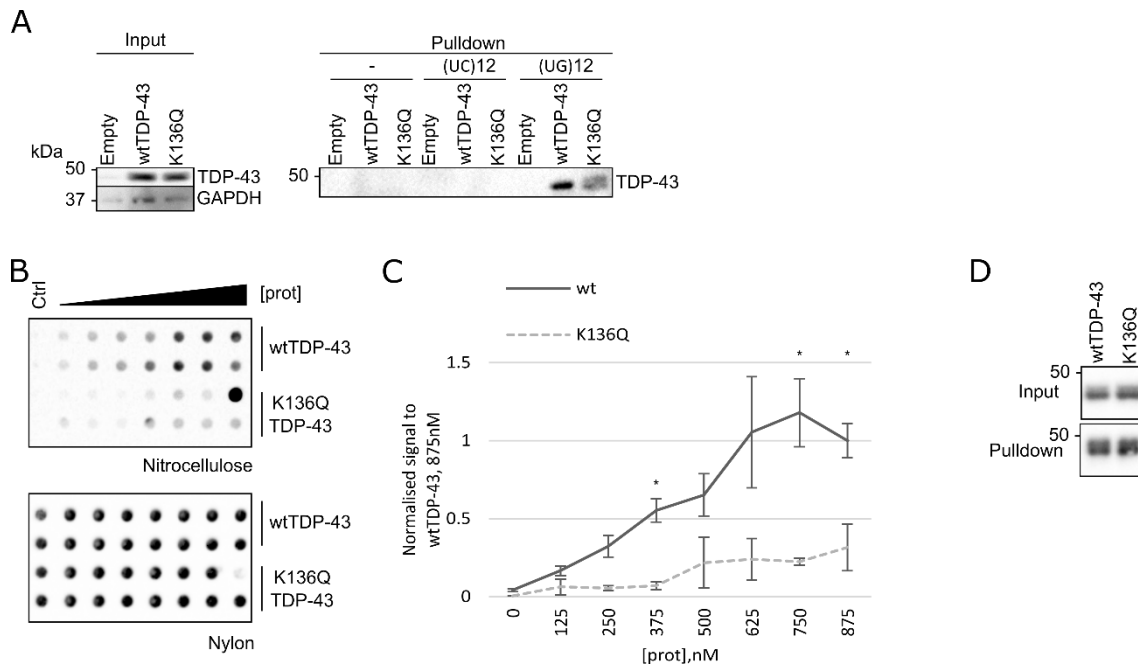 A
Input
Pulldown
-
(UC)12
(UG)12
Empty
wtTDP-43
K136Q
Empty
wtTDP-43
K136Q
Empty
wtTDP-43
K136Q
Empty
wtTDP-43
K136Q
kDa
50
TDP-43
37
GAPDH
50
TDP-43
B
Ctrl
[prot]
wtTDP-43
K136Q
TDP-43
Nitrocellulose
wtTDP-43
K136Q
TDP-43
Nylon
C
wt
K136Q
Normalised signal to
wtTDP-43, 875nM
1.5
1
0.5
0
* * *
0 125 250 375 500 625 750 875
[prot],nM
D
wtTDP-43
K136Q
50
Input
50
Pulldown